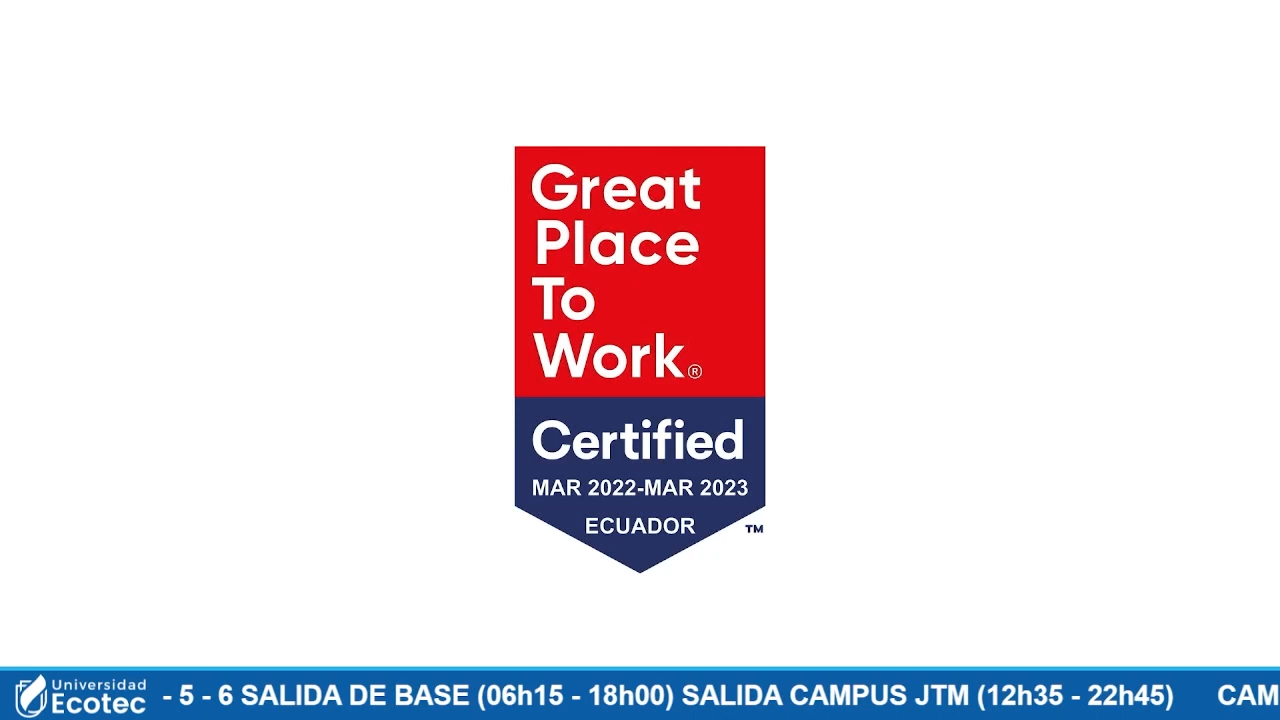 Great
Place
To
Work®
Certified
MAR 2022-MAR 2023
ECUADOR
™
Universidad
Ecotec
- 5 - 6 SALIDA DE BASE (06h15 - 18h00) SALIDA CAMPUS JTM (12h35 - 22h45) CAM